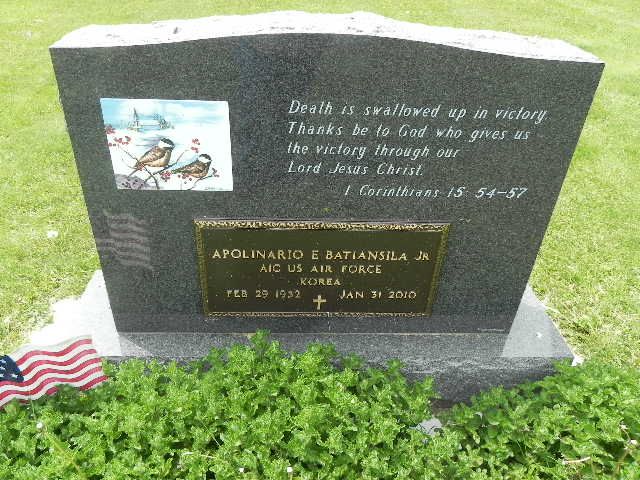 Death is swallowed up in victory.
Thanks be to God who gives us
the victory through our
Lord Jesus Christ.
1 Corinthians 15: 54-57
APOLINARIO E BATIANSILA JR
A1C US AIR FORCE
KOREA
FEB 29 1932 JAN 31 2010